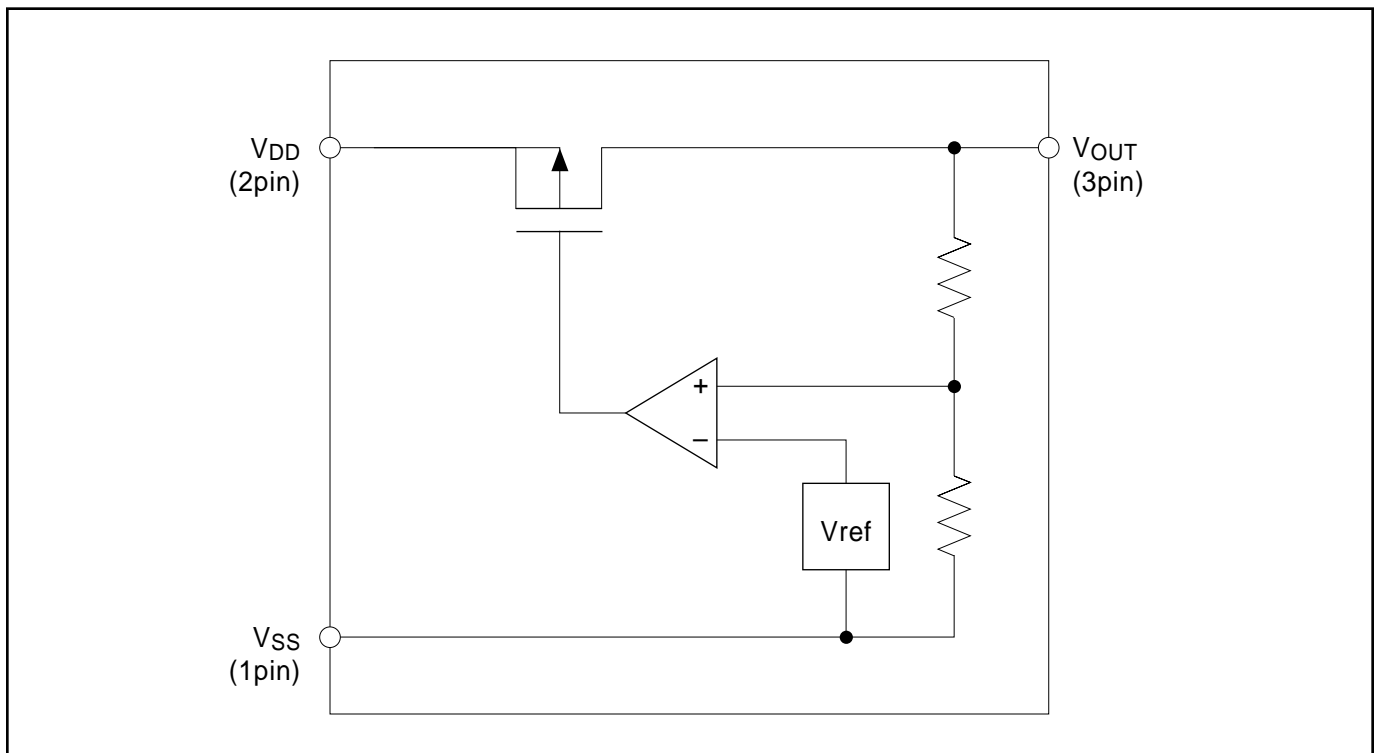 VDD
(2pin)
VOUT
(3pin)
+
−
Vref
VSS
(1pin)